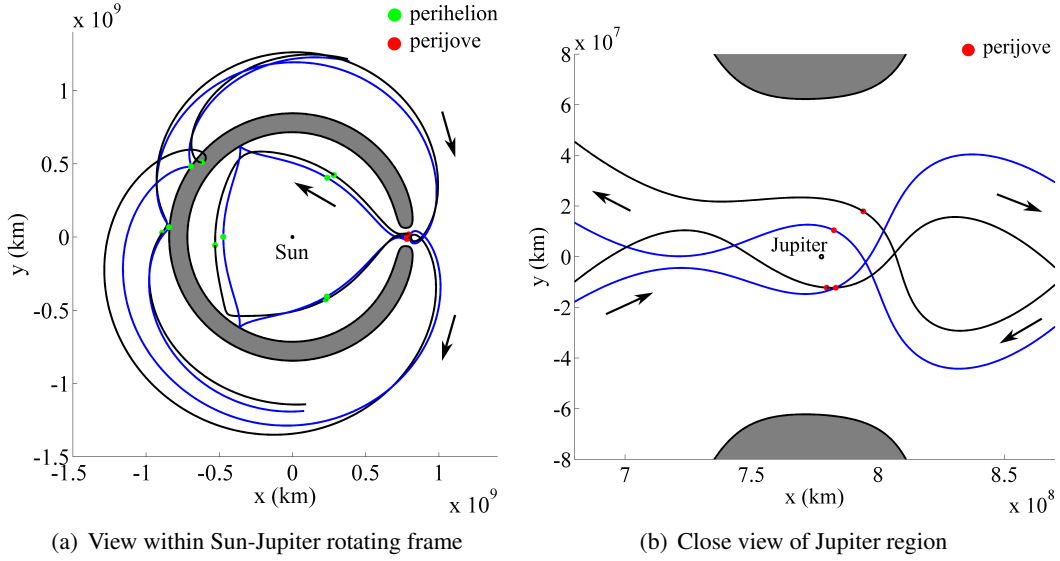 x 10^9
perihelion
perijove
1
0.5
0
-0.5
-1
-1.5
y (km)
Sun
-1.5 -1 -0.5 0 0.5 1
x (km)
x 10^9
(a) View within Sun-Jupiter rotating frame
x 10^7
perijove
8
6
4
2
0
-2
-4
-6
-8
y (km)
Jupiter
7 7.5 8 8.5
x (km)
x 10^8
(b) Close view of Jupiter region